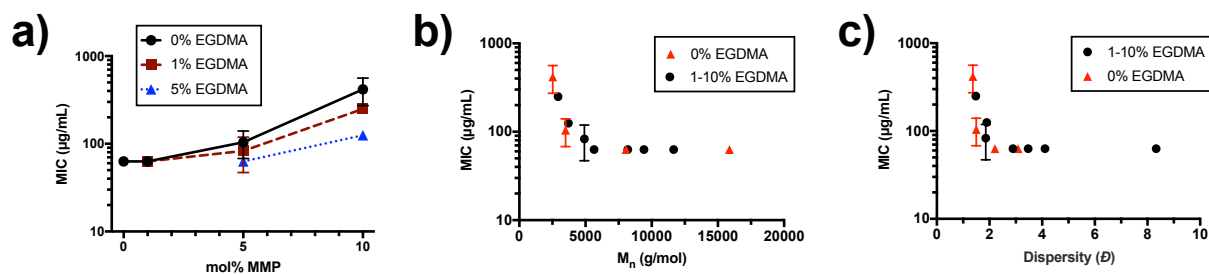 a)
0% EGDMA
1% EGDMA
5% EGDMA
MIC (µg/mL)
1000
100
10
0
5
10
mol% MMP
b)
0% EGDMA
1-10% EGDMA
MIC (µg/mL)
1000
100
10
0
5000
10000
15000
20000
Mn (g/mol)
c)
1-10% EGDMA
0% EGDMA
MIC (µg/mL)
1000
100
10
0
2
4
6
8
10
Dispersity (Đ)